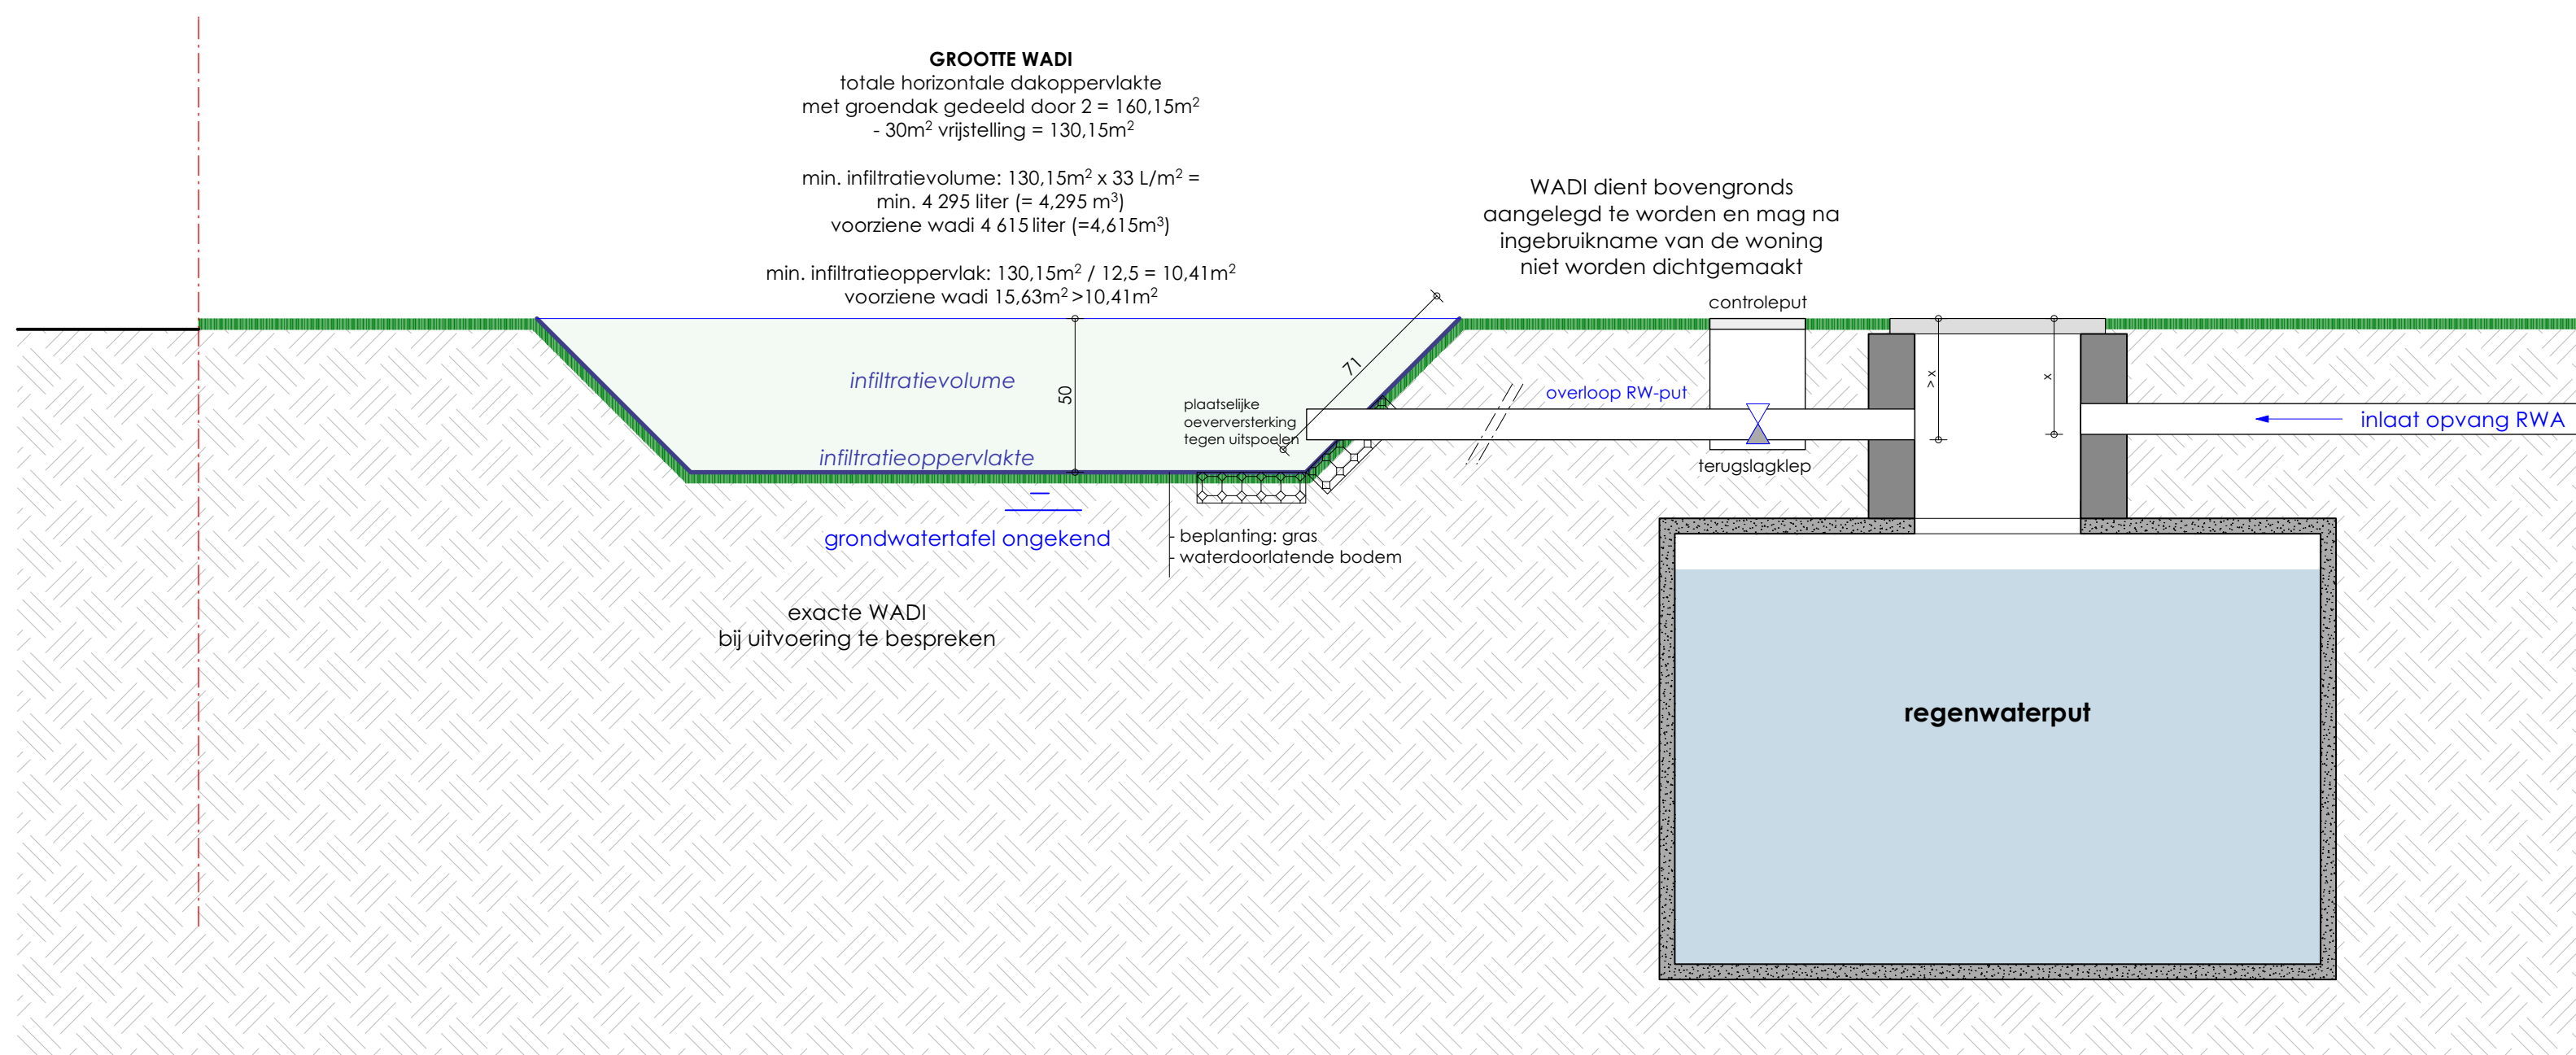 GROOTTE WADI
totale horizontale dakoppervlakte
met groendak gedeeld door 2 = 160,15m²
- 30m² vrijstelling = 130,15m²
min. infiltratievolume: 130,15m² x 33 L/m² =
min. 4 295 liter (= 4,295 m³)
voorziene wadi 4 615 liter (=4,615m³)
min. infiltratieoppervlak: 130,15m² / 12,5 = 10,41m²
voorziene wadi 15,63m² >10,41m²
WADI dient bovengronds
aangelegd te worden en mag na
ingebruikname van de woning
niet worden dichtgemaakt
controleput
infiltratievolume
50
71
plaatselijke
oeverversterking
tegen uitspoelen
overloop RW-put
> x
x
inlaat opvang RWA
infiltratieoppervlakte
terugslagklep
grondwatertafel ongekend
- beplanting: gras
- waterdoorlatende bodem
exacte WADI
bij uitvoering te bespreken
regenwaterput